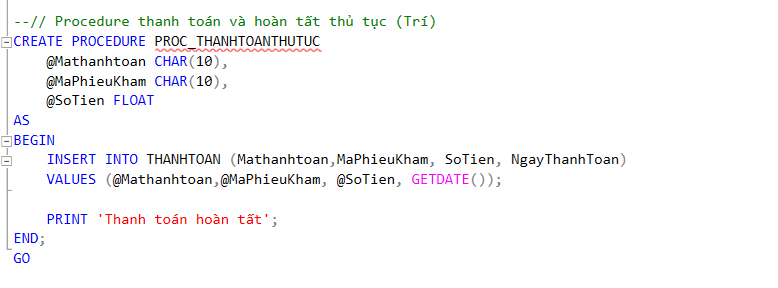 --// Procedure thanh toán và hoàn tất thủ tục (Trí)
CREATE PROCEDURE PROC_THANHTOANTHUTUC
@Mathanhtoan CHAR(10),
@MaPhieuKham CHAR(10),
@SoTien FLOAT
AS
BEGIN
INSERT INTO THANHTOAN (Mathanhtoan,MaPhieuKham, SoTien, NgayThanhToan)
VALUES (@Mathanhtoan,@MaPhieuKham, @SoTien, GETDATE());
PRINT 'Thanh toán hoàn tất';
END;
GO